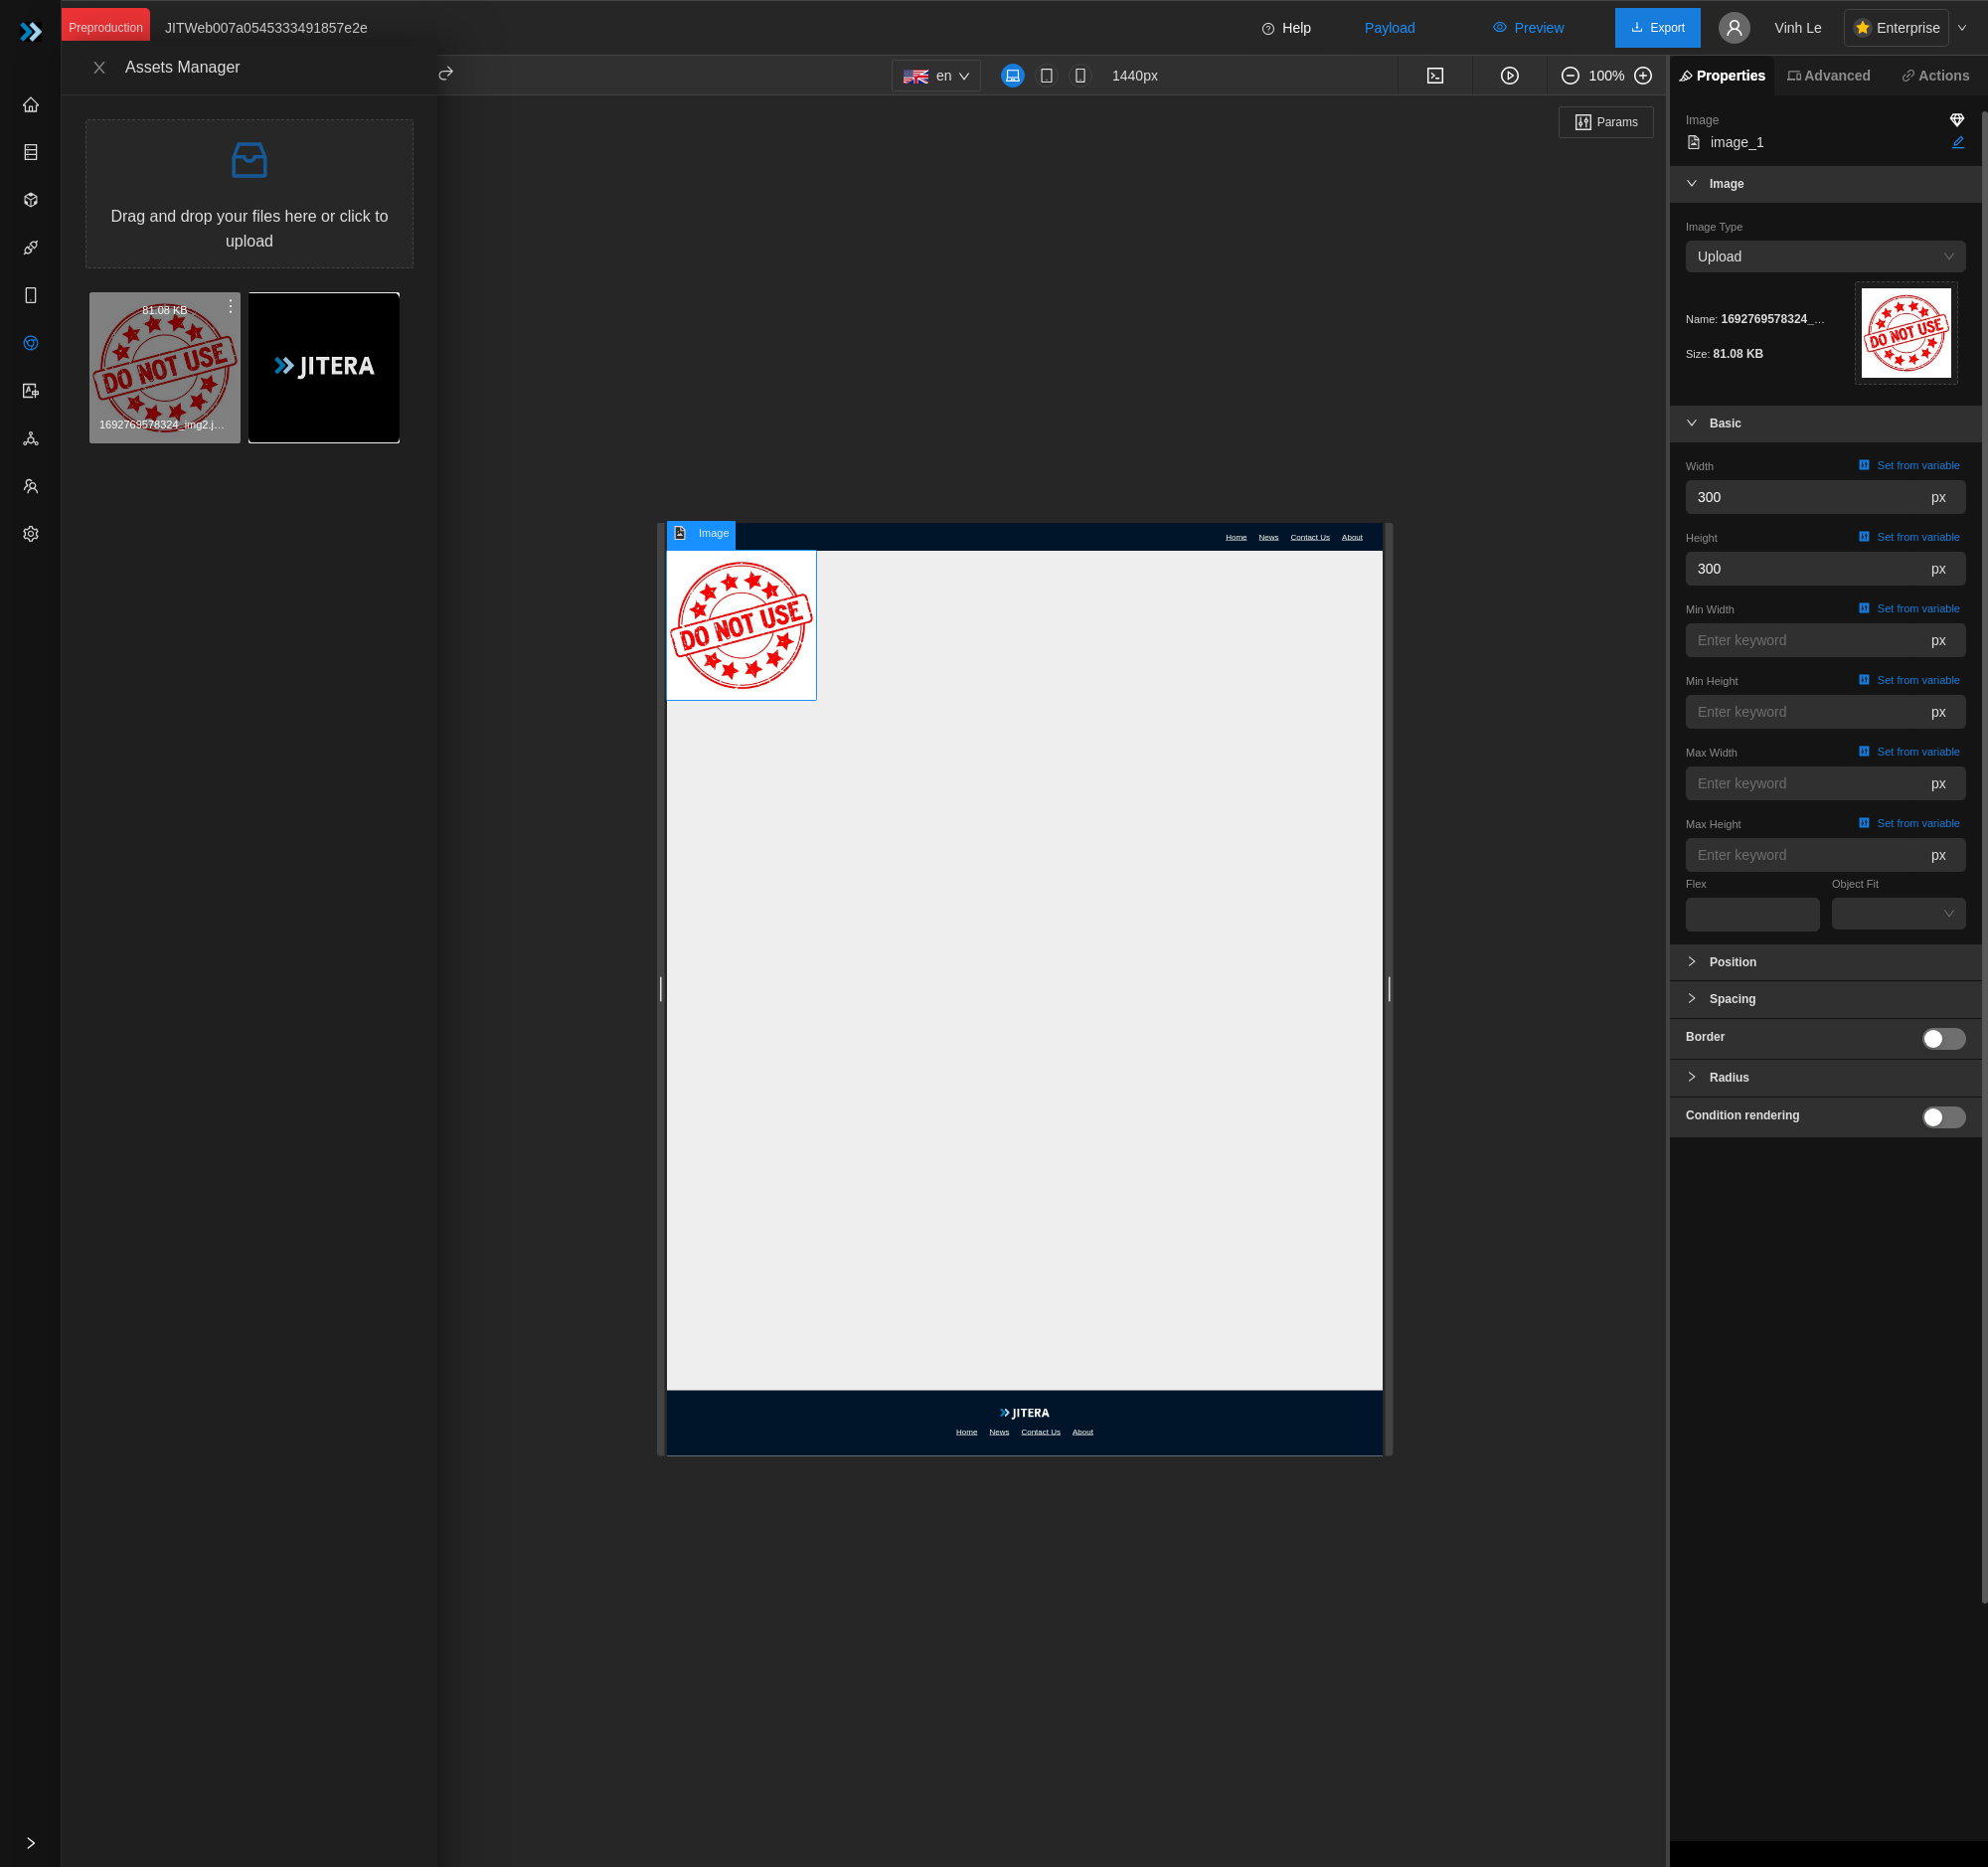 Preproduction
JITWeb007a0545333491857e2e
Help
Payload
Preview
Export
Vinh Le
Enterprise
Assets Manager
en
1440px
100%
Properties
Advanced
Actions
Drag and drop your files here or click to
upload
81.08 KB
DO NOT USE
1692769578324_img2.j...
JITERA
Params
Image
Home
News
Contact Us
About
DO NOT USE
JITERA
Home
News
Contact Us
About
Image
image_1
Image
Image Type
Upload
Name: 1692769578324_...
Size: 81.08 KB
DO NOT USE
Basic
Width
Set from variable
300
px
Height
Set from variable
300
px
Min Width
Set from variable
Enter keyword
px
Min Height
Set from variable
Enter keyword
px
Max Width
Set from variable
Enter keyword
px
Max Height
Set from variable
Enter keyword
px
Flex
Object Fit
Position
Spacing
Border
Radius
Condition rendering